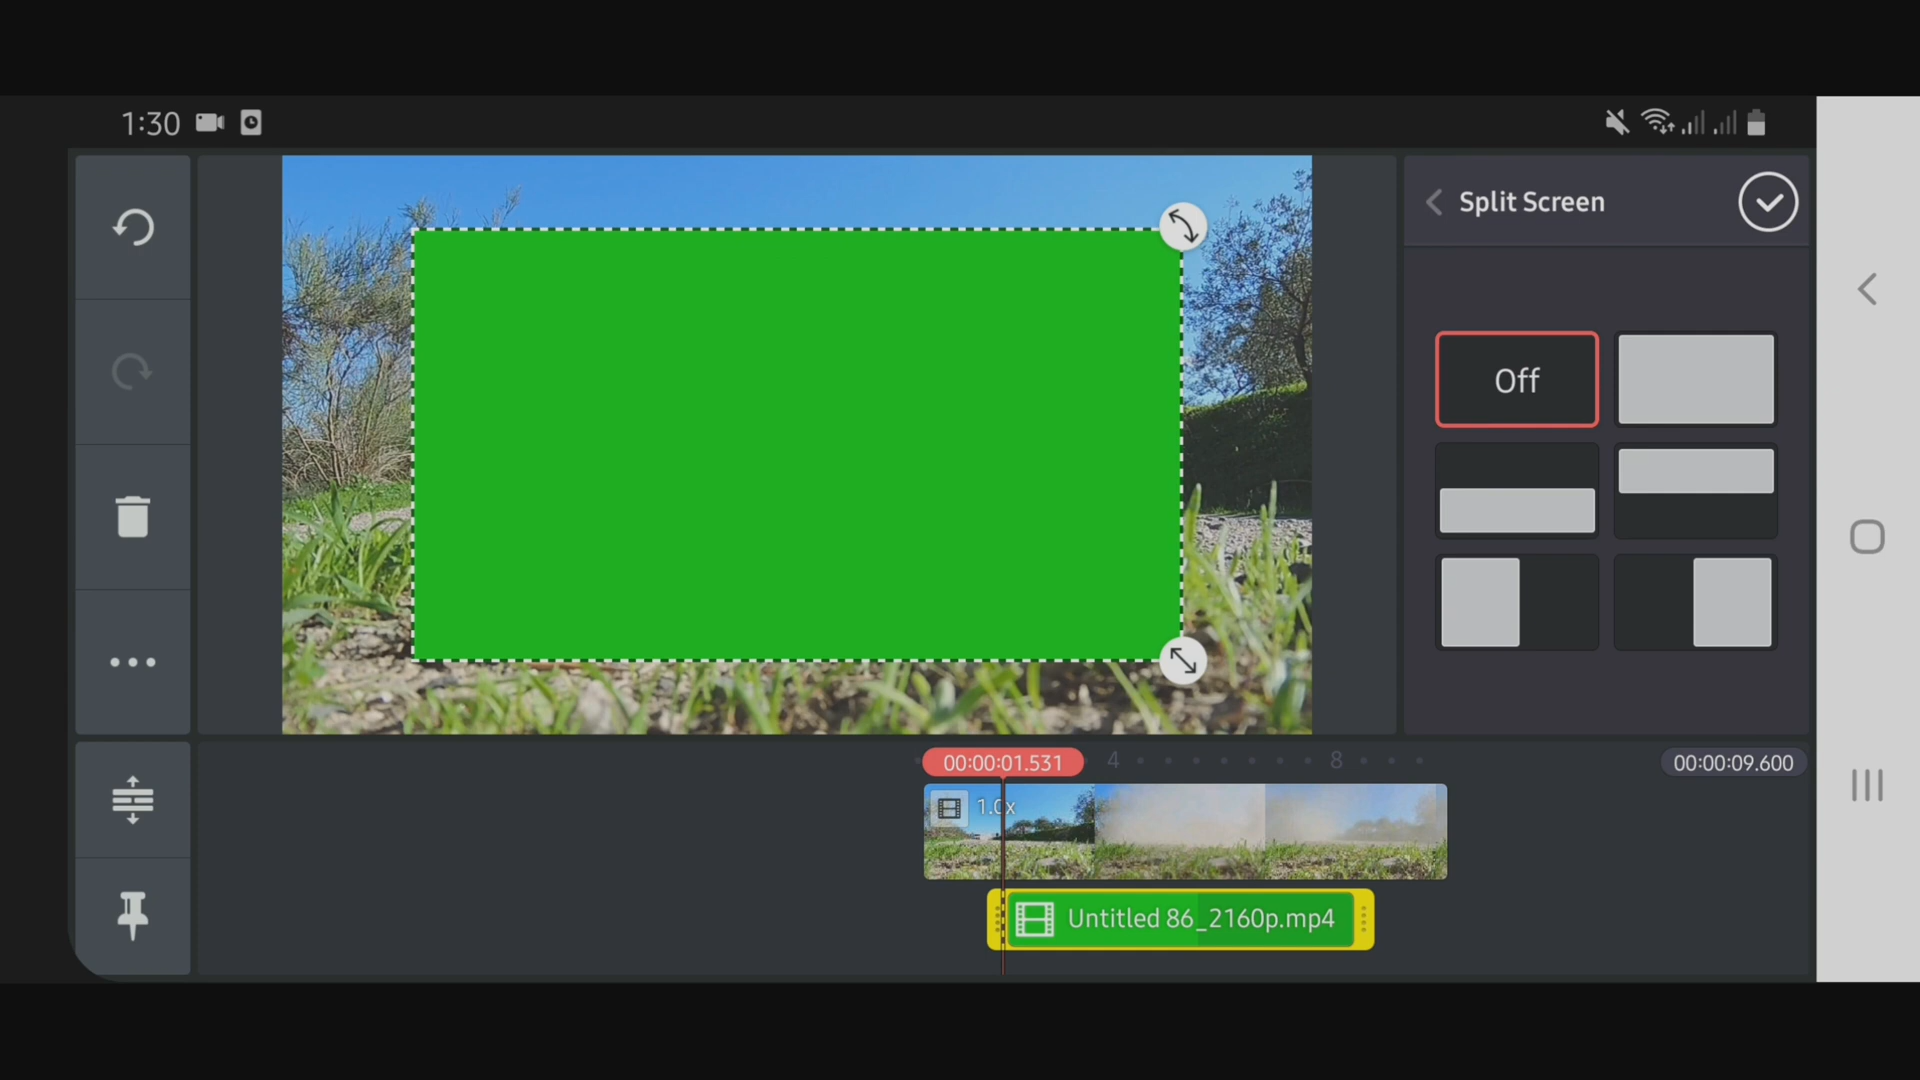 1:30
Split Screen
Off
00:00:01.531
4
8
00:00:09.600
1.0x
Untitled 86_2160p.mp4